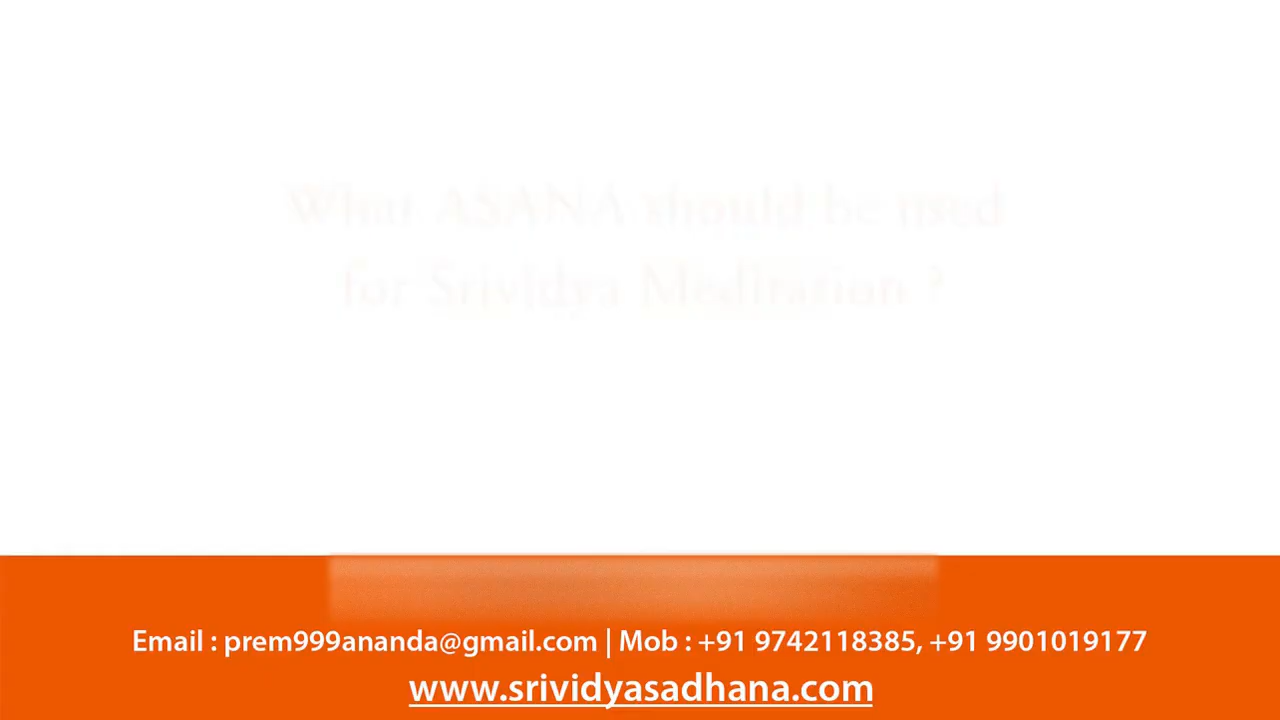 What ASANA should be used
for Srividya Meditation ?
Email : prem999ananda@gmail.com | Mob : +91 9742118385, +91 9901019177
www.srividyasadhana.com